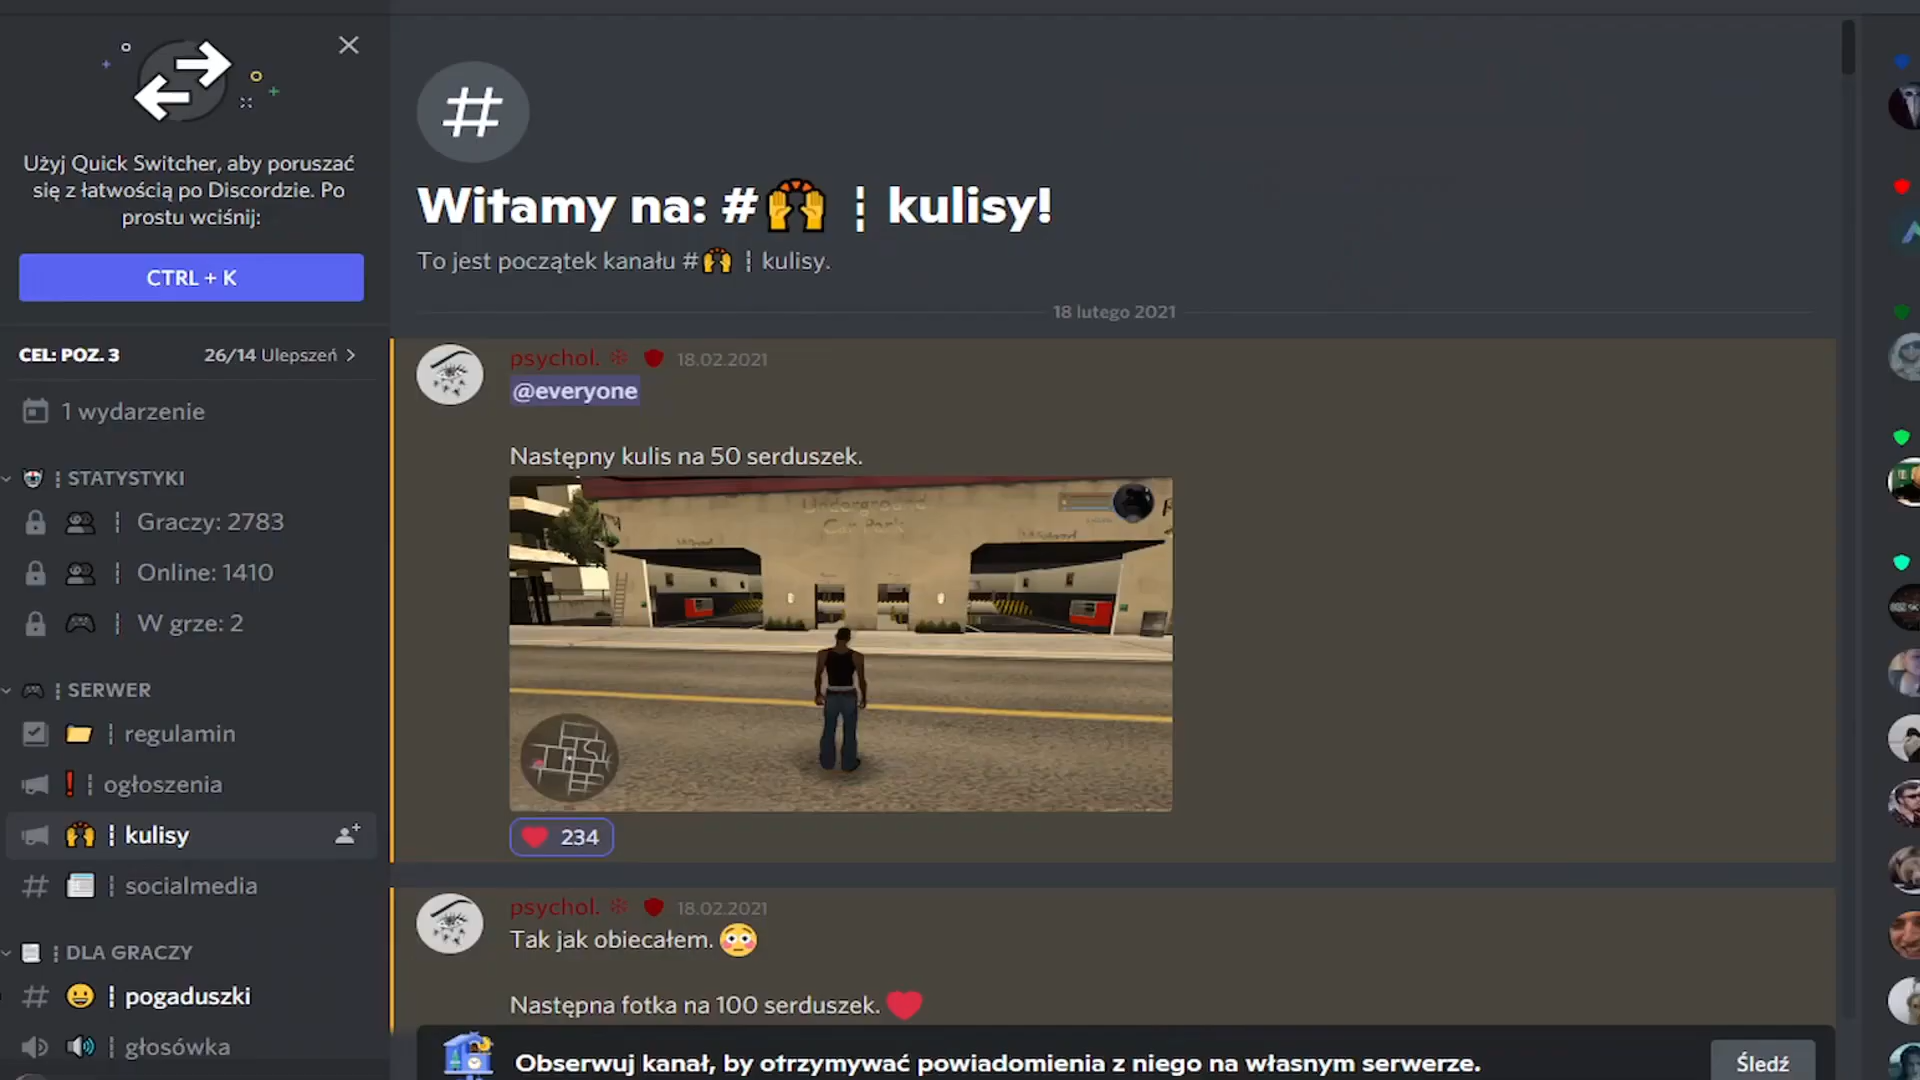 Użyj Quick Switcher, aby poruszać
się z łatwością po Discordzie. Po
prostu wciśnij:
CTRL + K
CEL: POZ. 3 26/14 Ulepszeń
1 wydarzenie
STATYSTYKI
Graczy: 2783
Online: 1410
W grze: 2
SERWER
regulamin
ogłoszenia
kulisy
socialmedia
DLA GRACZY
pogaduszki
głosówka
Witamy na: #🙌 ┇ kulisy!
To jest początek kanału #🙌 ┇ kulisy.
18 lutego 2021
psychol. 18.02.2021
@everyone
Następny kulis na 50 serduszek.
Underground
Car Park
❤️ 234
psychol. 18.02.2021
Tak jak obiecałem. 😳
Następna fotka na 100 serduszek. ❤️
Obserwuj kanał, by otrzymywać powiadomienia z niego na własnym serwerze.
Śledź